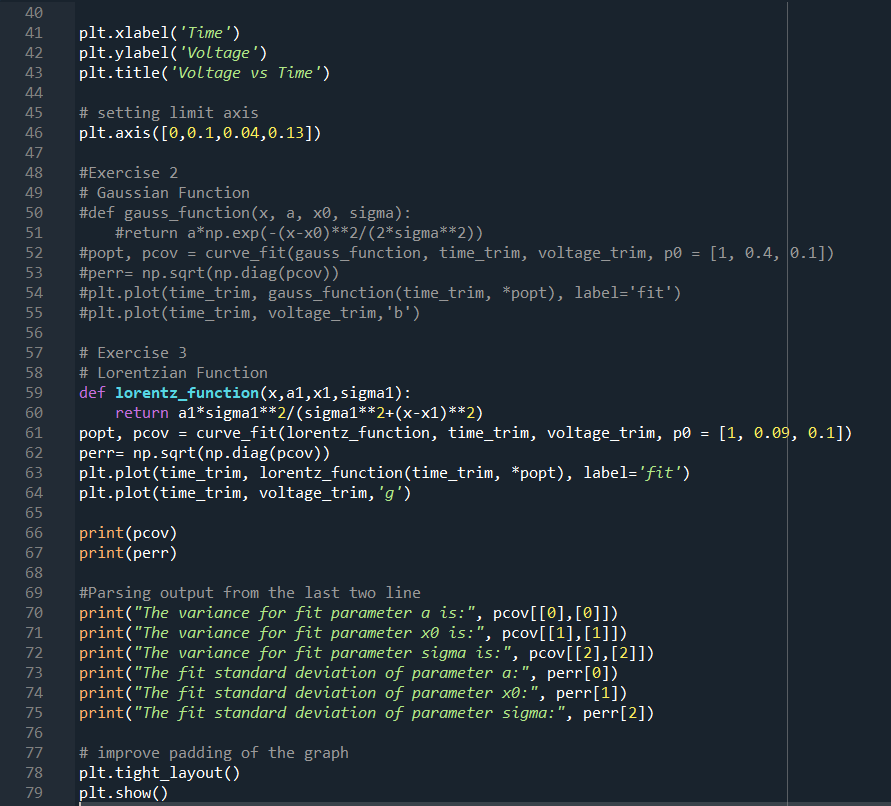 40
41 plt.xlabel('Time')
42 plt.ylabel('Voltage')
43 plt.title('Voltage vs Time')
44
45 # setting limit axis
46 plt.axis([0,0.1,0.04,0.13])
47
48 #Exercise 2
49 # Gaussian Function
50 #def gauss_function(x, a, x0, sigma):
51     #return a*np.exp(-(x-x0)**2/(2*sigma**2))
52 #popt, pcov = curve_fit(gauss_function, time_trim, voltage_trim, p0 = [1, 0.4, 0.1])
53 #perr= np.sqrt(np.diag(pcov))
54 #plt.plot(time_trim, gauss_function(time_trim, *popt), label='fit')
55 #plt.plot(time_trim, voltage_trim,'b')
56
57 # Exercise 3
58 # Lorentzian Function
59 def lorentz_function(x,a1,x1,sigma1):
60     return a1*sigma1**2/(sigma1**2+(x-x1)**2)
61 popt, pcov = curve_fit(lorentz_function, time_trim, voltage_trim, p0 = [1, 0.09, 0.1])
62 perr= np.sqrt(np.diag(pcov))
63 plt.plot(time_trim, lorentz_function(time_trim, *popt), label='fit')
64 plt.plot(time_trim, voltage_trim,'g')
65
66 print(pcov)
67 print(perr)
68
69 #Parsing output from the last two line
70 print("The variance for fit parameter a is:", pcov[[0],[0]])
71 print("The variance for fit parameter x0 is:", pcov[[1],[1]])
72 print("The variance for fit parameter sigma is:", pcov[[2],[2]])
73 print("The fit standard deviation of parameter a:", perr[0])
74 print("The fit standard deviation of parameter x0:", perr[1])
75 print("The fit standard deviation of parameter sigma:", perr[2])
76
77 # improve padding of the graph
78 plt.tight_layout()
79 plt.show()